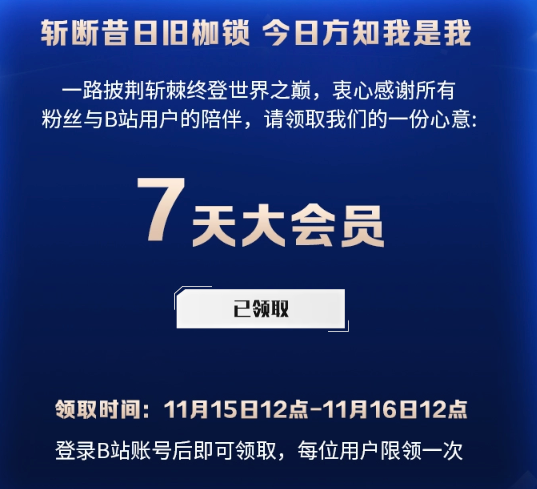 斩断昔日旧枷锁 今日方知我是我
一路披荆斩棘终登世界之巅，衷心感谢所有
粉丝与B站用户的陪伴，请领取我们的一份心意:
7天大会员
已领取
领取时间：11月15日12点-11月16日12点
登录B站账号后即可领取，每位用户限领一次